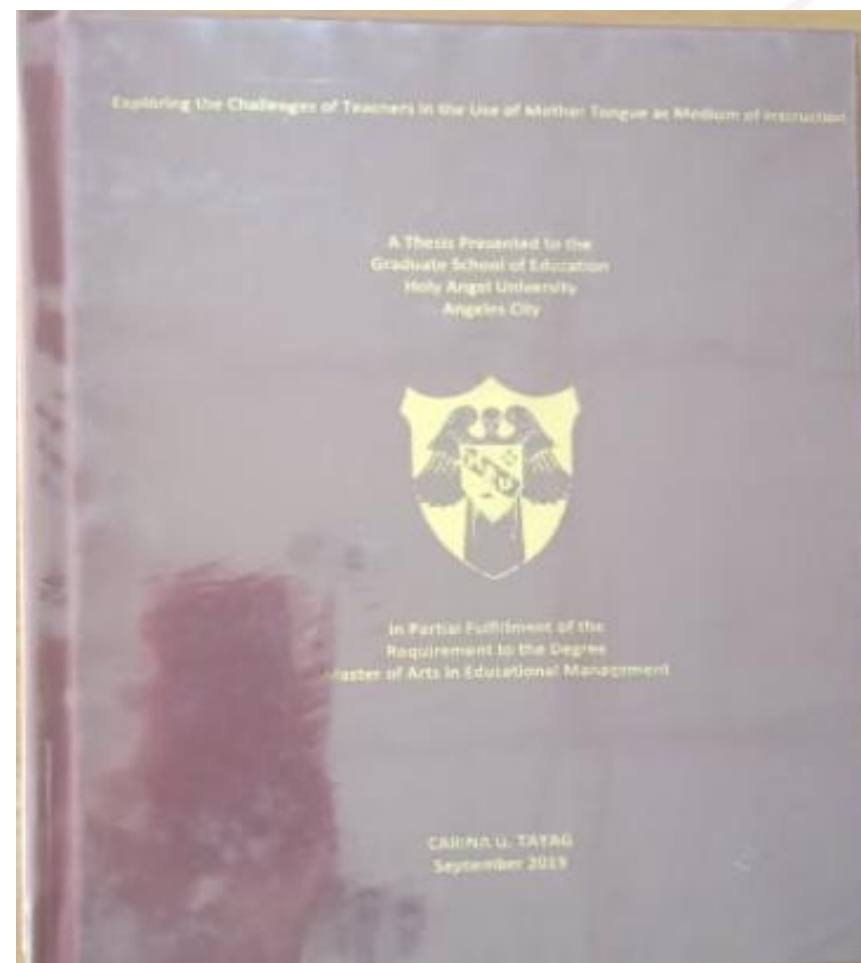 Exploring the Challenges of Teachers in the Use of Mother Tongue as Medium of Instruction
A Thesis Presented to the
Graduate School of Education
Holy Angel University
Angeles City
In Partial Fulfillment of the
Requirement to the Degree
Master of Arts in Educational Management
CARINA U. TAYAG
September 2019